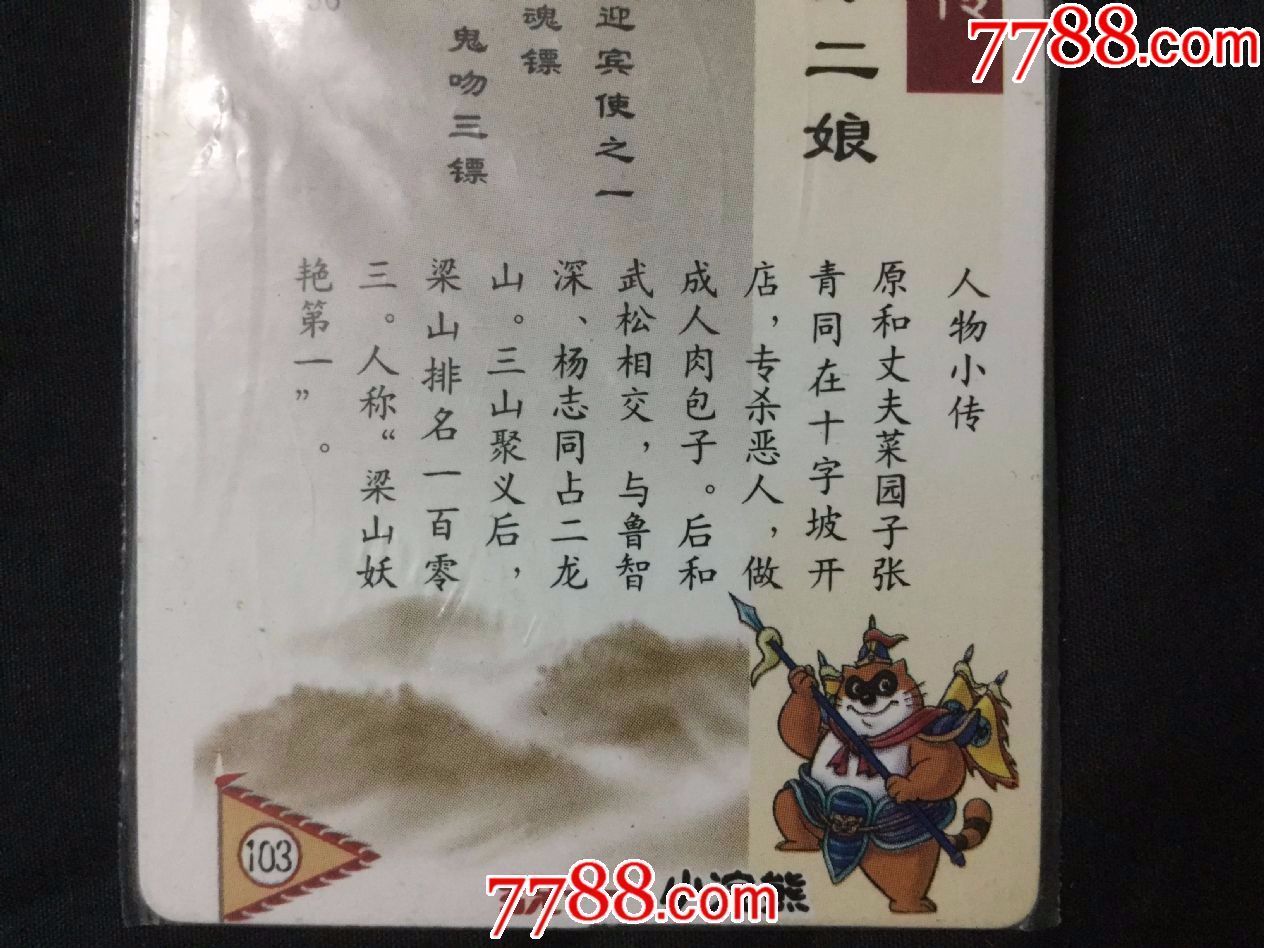 传
二娘
迎宾使之一
魂镖
鬼吻三镖
人物小传
原和丈夫菜园子张
青同在十字坡开
店，专杀恶人，做
成人肉包子。后和
武松相交，与鲁智
深、杨志同占二龙
山。三山聚义后，
梁山排名一百零
三。人称“梁山妖
艳第一”。
103
小浣熊
7788.com
7788.com